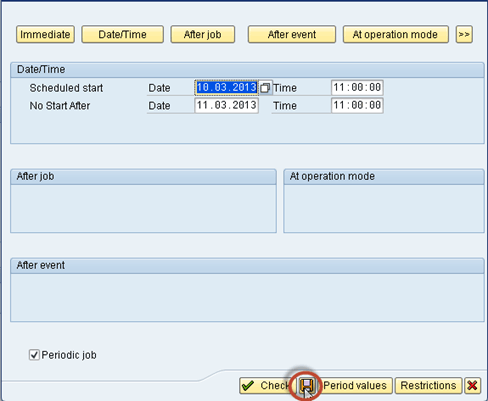 Immediate Date/Time After job After event At operation mode >>
Date/Time
Scheduled start Date 10.03.2013 Time 11:00:00
No Start After Date 11.03.2013 Time 11:00:00
After job At operation mode
After event
Periodic job
Check Period values Restrictions